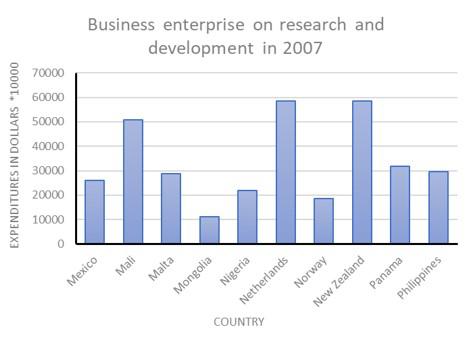 Business enterprise on research and
development in 2007
EXPENDITURES IN DOLLARS *10000
70000
60000
50000
40000
30000
20000
10000
0
Mexico
Mali
Malta
Mongolia
Nigeria
Netherlands
Norway
New Zealand
Panama
Philippines
COUNTRY